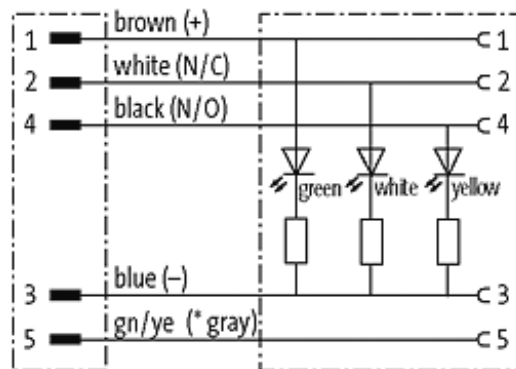 1 brown (+) 1
2 white (N/C) 2
4 black (N/O) 4
green white yellow
3 blue (–) 3
5 gn/ye (* gray) 5